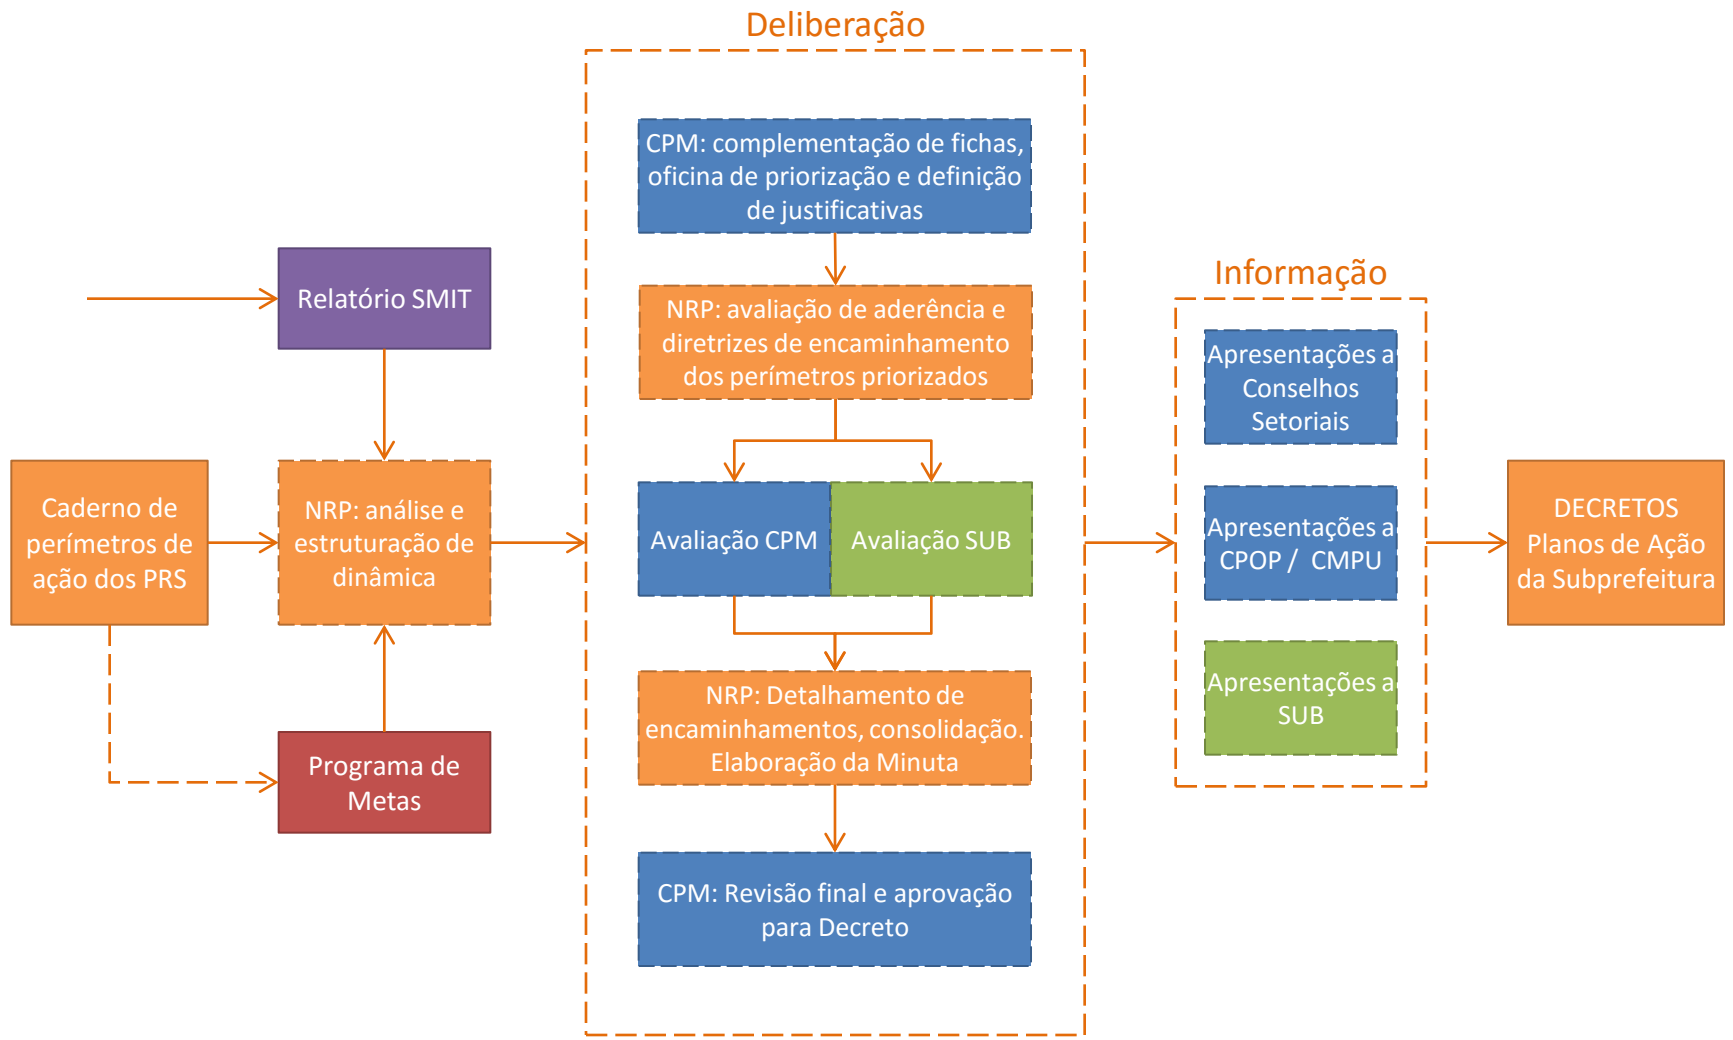 Deliberação
CPM: complementação de fichas,
oficina de priorização e definição
de justificativas
Relatório SMIT
NRP: avaliação de aderência e
diretrizes de encaminhamento
dos perímetros priorizados
Caderno de
perímetros de
ação dos PRS
NRP: análise e
estruturação de
dinâmica
Avaliação CPM
Avaliação SUB
Programa de
Metas
NRP: Detalhamento de
encaminhamentos, consolidação.
Elaboração da Minuta
CPM: Revisão final e aprovação
para Decreto
Informação
Apresentações a
Conselhos
Setoriais
Apresentações a
CPOP / CMPU
Apresentações a
SUB
DECRETOS
Planos de Ação
da Subprefeitura